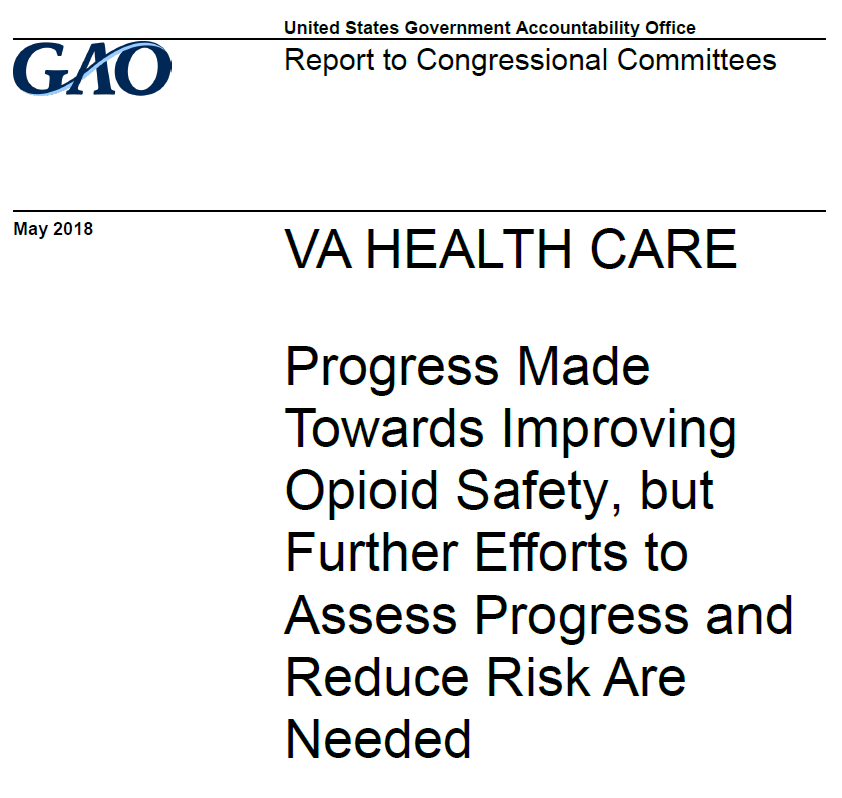 United States Government Accountability Office
GAO
Report to Congressional Committees
May 2018
VA HEALTH CARE
Progress Made
Towards Improving
Opioid Safety, but
Further Efforts to
Assess Progress and
Reduce Risk Are
Needed